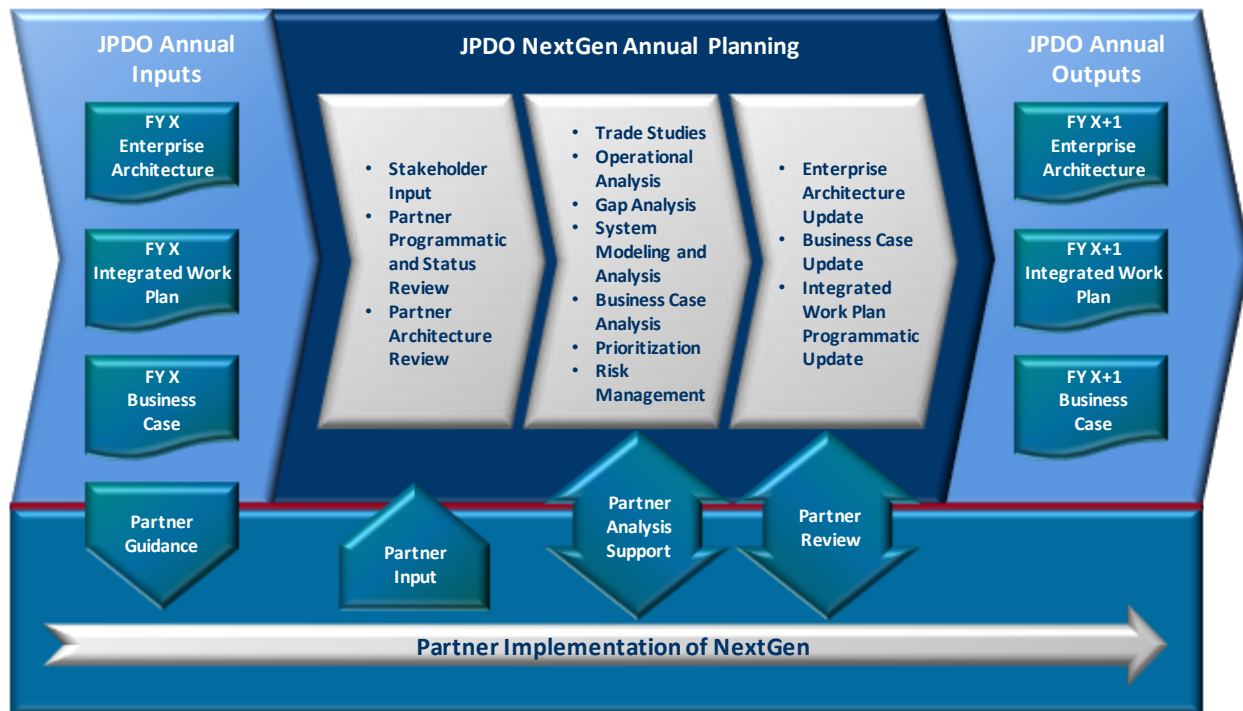 JPDO Annual
Inputs
FY X
Enterprise
Architecture
FY X
Integrated Work
Plan
FY X
Business
Case
Partner
Guidance
JPDO NextGen Annual Planning
• Stakeholder
Input
• Partner
Programmatic
and Status
Review
• Partner
Architecture
Review
• Trade Studies
• Operational
Analysis
• Gap Analysis
• System
Modeling and
Analysis
• Business Case
Analysis
• Prioritization
• Risk
Management
• Enterprise
Architecture
Update
• Business Case
Update
• Integrated
Work Plan
Programmatic
Update
JPDO Annual
Outputs
FY X+1
Enterprise
Architecture
FY X+1
Integrated Work
Plan
FY X+1
Business
Case
Partner
Input
Partner
Analysis
Support
Partner
Review
Partner Implementation of NextGen